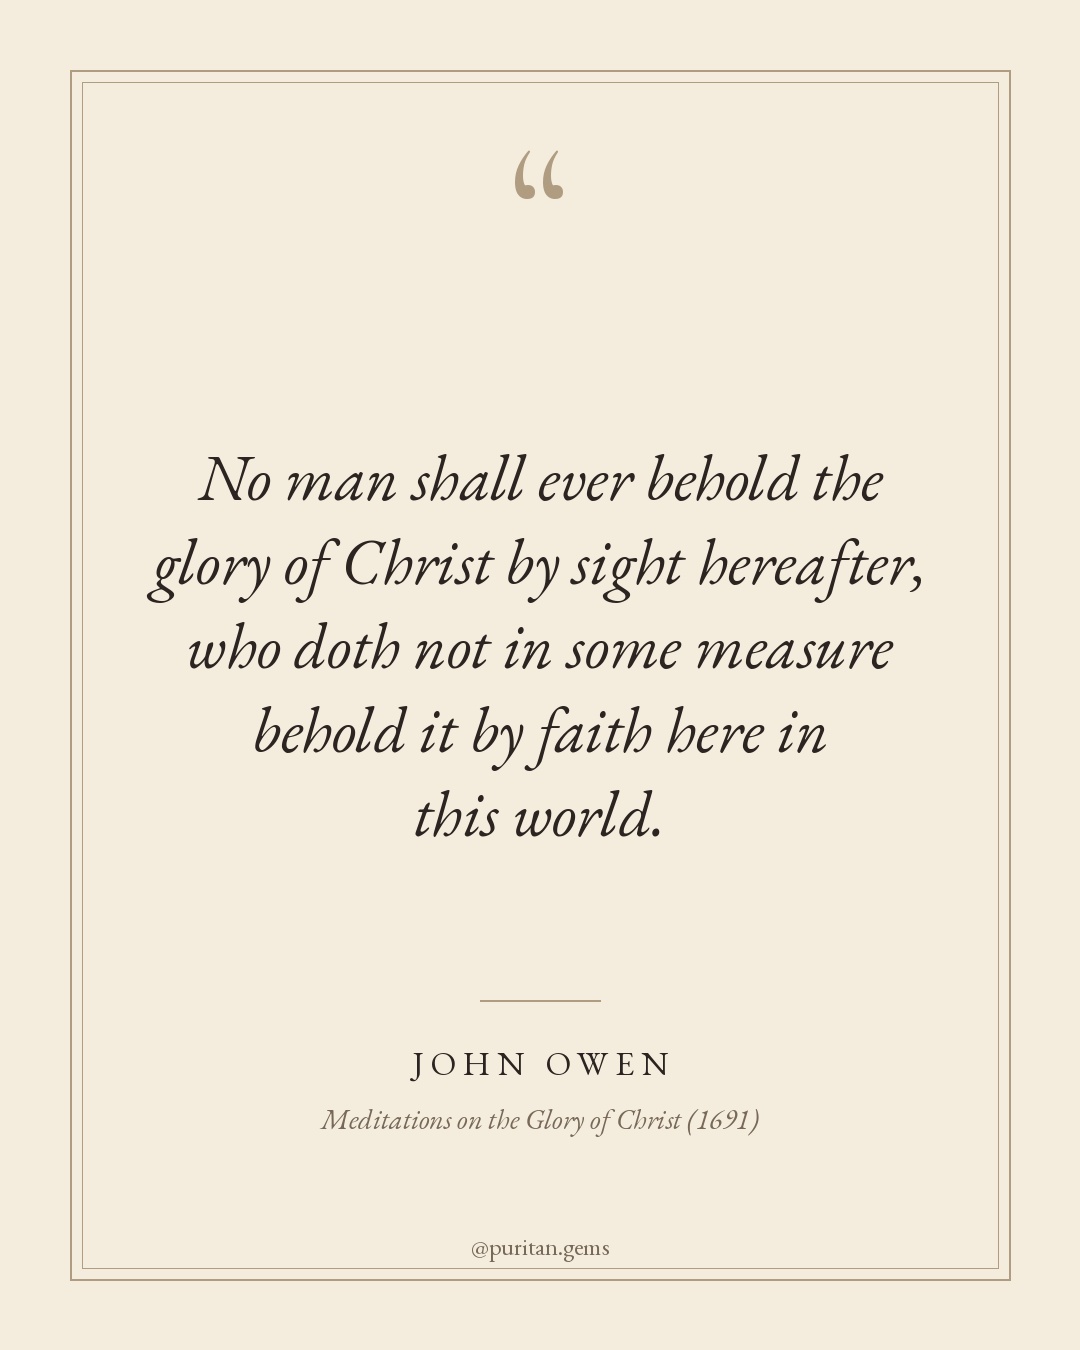 “
No man shall ever behold the
glory of Christ by sight hereafter,
who doth not in some measure
behold it by faith here in
this world.
JOHN OWEN
Meditations on the Glory of Christ (1691)
@puritan.gems